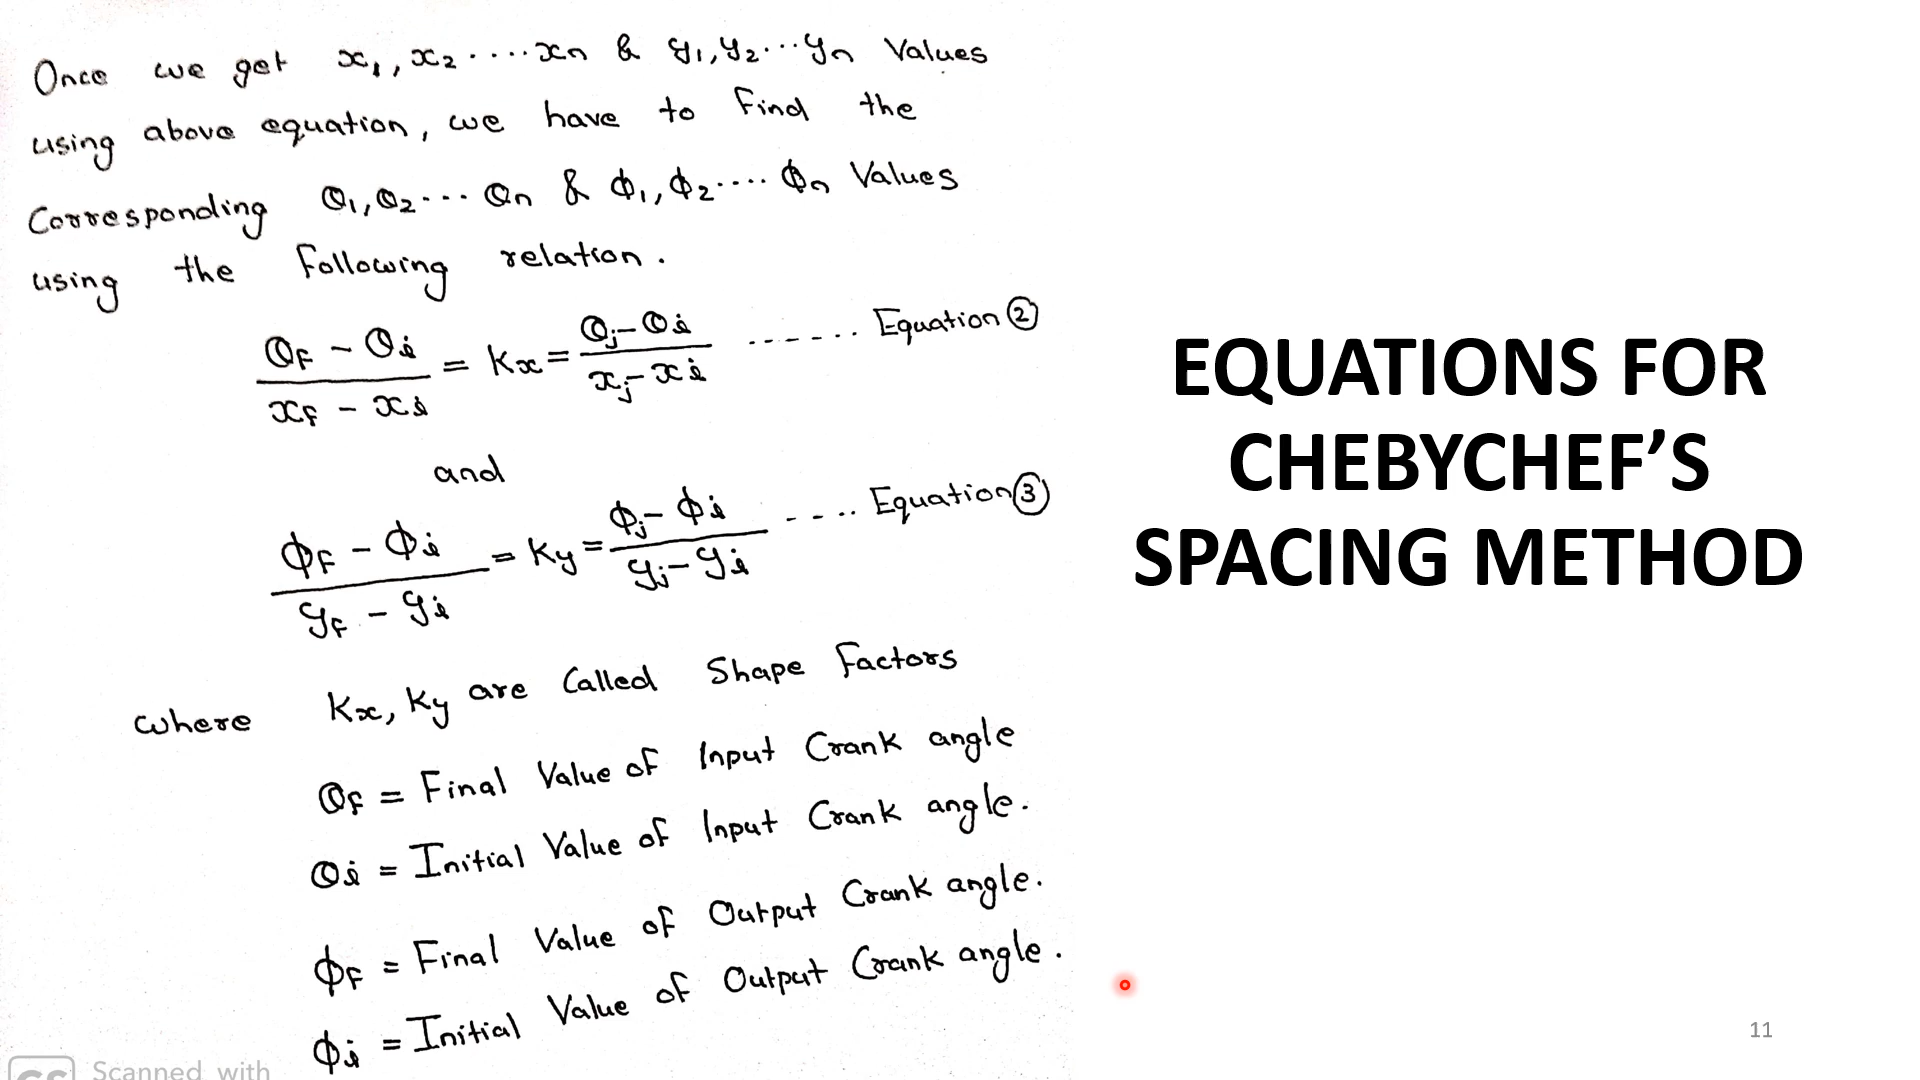 Once we get x₁, x₂ ..... xn & y₁, y₂ ... yn Values
using above equation, we have to Find the
Corresponding θ₁, θ₂ ... θn & ϕ₁, ϕ₂ .... ϕn Values
using the following relation.
θF - θi / xF - xi = Kx = θj - θi / xj - xi ...... Equation ②
and
ϕF - ϕi / yF - yi = Ky = ϕj - ϕi / yj - yi .... Equation ③
where Kx, Ky are Called Shape Factors
θF = Final Value of Input Crank angle
θi = Initial Value of Input Crank angle.
ϕF = Final Value of Output Crank angle.
ϕi = Initial Value of Output Crank angle.
CS Scanned with
EQUATIONS FOR
CHEBYCHEF'S
SPACING METHOD
11